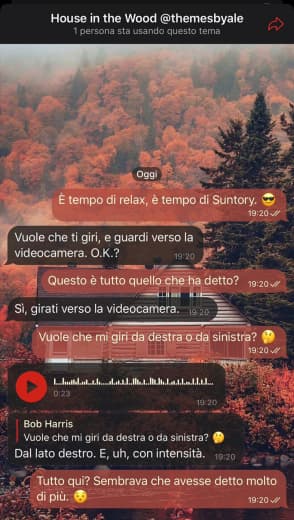 House in the Wood @themesbyale
1 persona sta usando questo tema
Oggi
È tempo di relax, è tempo di Suntory. 😎
19:20
Vuole che ti giri, e guardi verso la
videocamera. O.K.?
19:20
Questo è tutto quello che ha detto?
19:20
Sì, girati verso la videocamera.
19:20
Vuole che mi giri da destra o da sinistra? 🤔
19:20
0:23
19:20
Bob Harris
Vuole che mi giri da destra o da sinistra? 🤔
Dal lato destro. E, uh, con intensità.
19:20
Tutto qui? Sembrava che avesse detto molto
di più. 😧
19:20